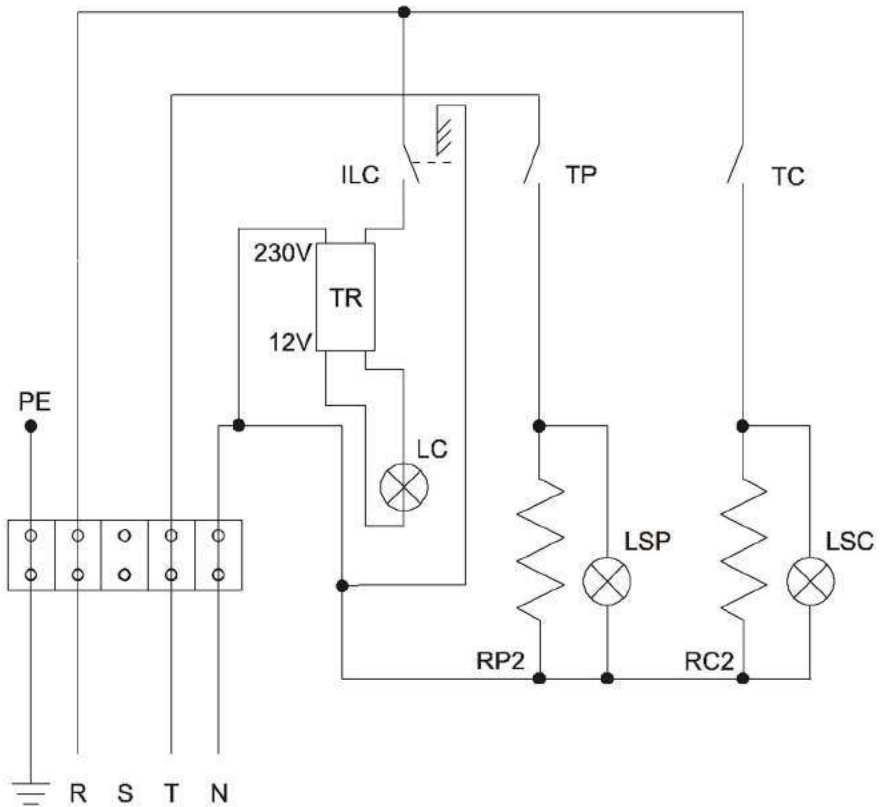 ILC
TP
TC
230V
TR
12V
PE
LC
LSP
LSC
RP2
RC2
R S T N